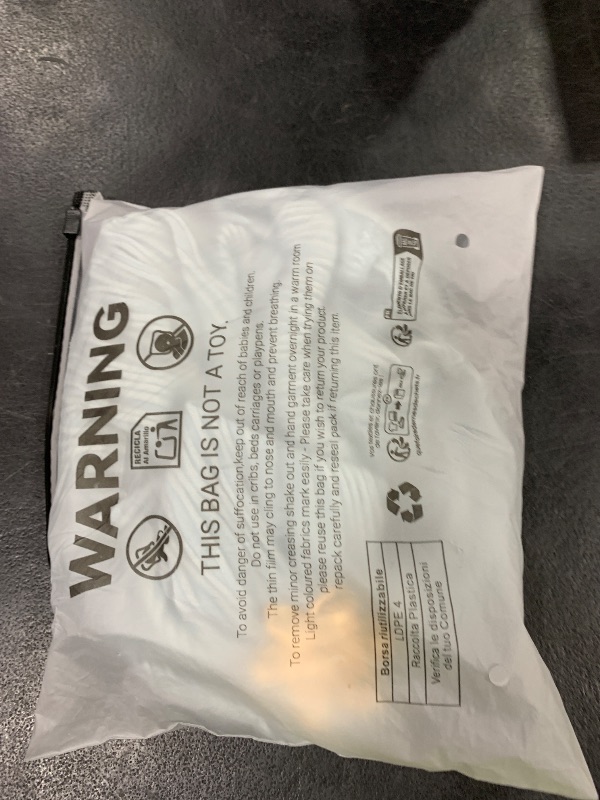 WARNING
RECICLA
Al Amarillo
THIS BAG IS NOT A TOY.
To avoid danger of suffocation,keep out of reach of babies and children.
Do not use in cribs, beds carriages or playpens.
The thin film may cling to nose and mouth and prevent breathing.
To remove minor creasing shake out and hand garment overnight in a warm room
Light coloured fabrics mark easily - Please take care when trying them on
please reuse this bag if you wish to return your product.
repack carefully and reseal pack if returning this item.
Borsa riutilizzabile
LDPE 4
Raccolta Plastica
Verifica le disposizioni
del tuo Comune